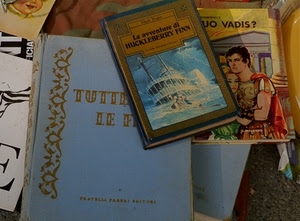 Le avventure di
HUCKLEBERRY FINN
UO VADIS?
TUTTE
LE F
FRATELLI FABBRI EDITORI